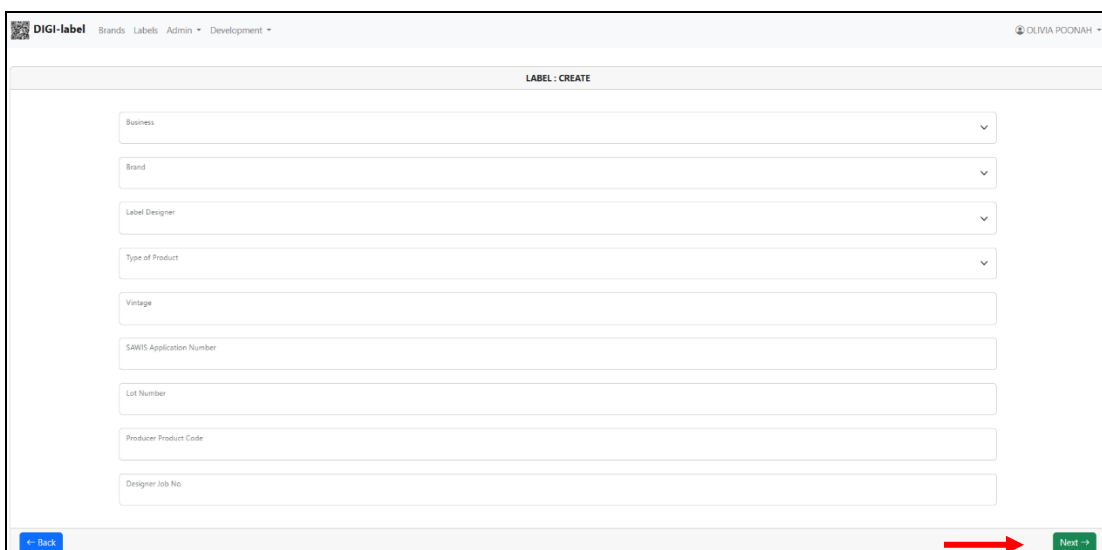 DIGI-label Brands Labels Admin Development OLIVIA POONAH
LABEL : CREATE
Business
Brand
Label Designer
Type of Product
Vintage
SAWIS Application Number
Lot Number
Producer Product Code
Designer Job No
← Back Next →